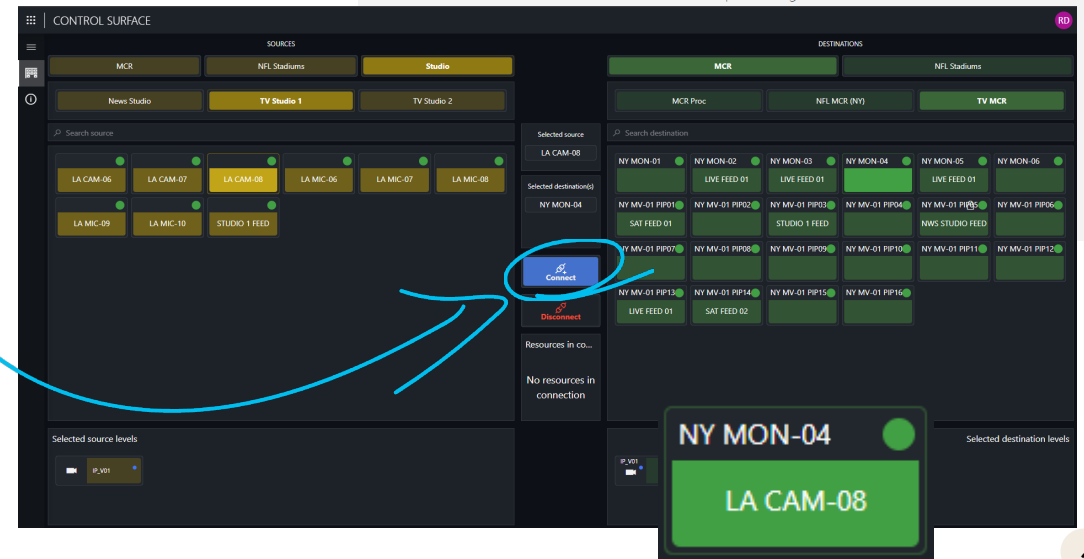 CONTROL SURFACE
RD
SOURCES
DESTINATIONS
MCR
NFL Stadiums
Studio
MCR
NFL Stadiums
News Studio
TV Studio 1
TV Studio 2
MCR Proc
NFL MCR (NY)
TV MCR
Search source
Selected source
LA CAM-08
Search destination
LA CAM-06
LA CAM-07
LA CAM-08
LA MIC-06
LA MIC-07
LA MIC-08
LA MIC-09
LA MIC-10
STUDIO 1 FEED
Selected destination(s)
NY MON-04
Connect
Disconnect
Resources in co...
No resources in
connection
NY MON-01
NY MON-02
LIVE FEED 01
NY MON-03
LIVE FEED 01
NY MON-04
NY MON-05
LIVE FEED 01
NY MON-06
NY MV-01 PIP01
SAT FEED 01
NY MV-01 PIP02
NY MV-01 PIP03
STUDIO 1 FEED
NY MV-01 PIP04
NWS STUDIO FEED
NY MV-01 PIP06
NY MV-01 PIP07
NY MV-01 PIP08
NY MV-01 PIP09
NY MV-01 PIP10
NY MV-01 PIP11
NY MV-01 PIP12
NY MV-01 PIP13
LIVE FEED 01
NY MV-01 PIP14
SAT FEED 02
NY MV-01 PIP15
NY MV-01 PIP16
Selected source levels
IP_V01
Selected destination levels
IP_V01
NY MON-04
LA CAM-08